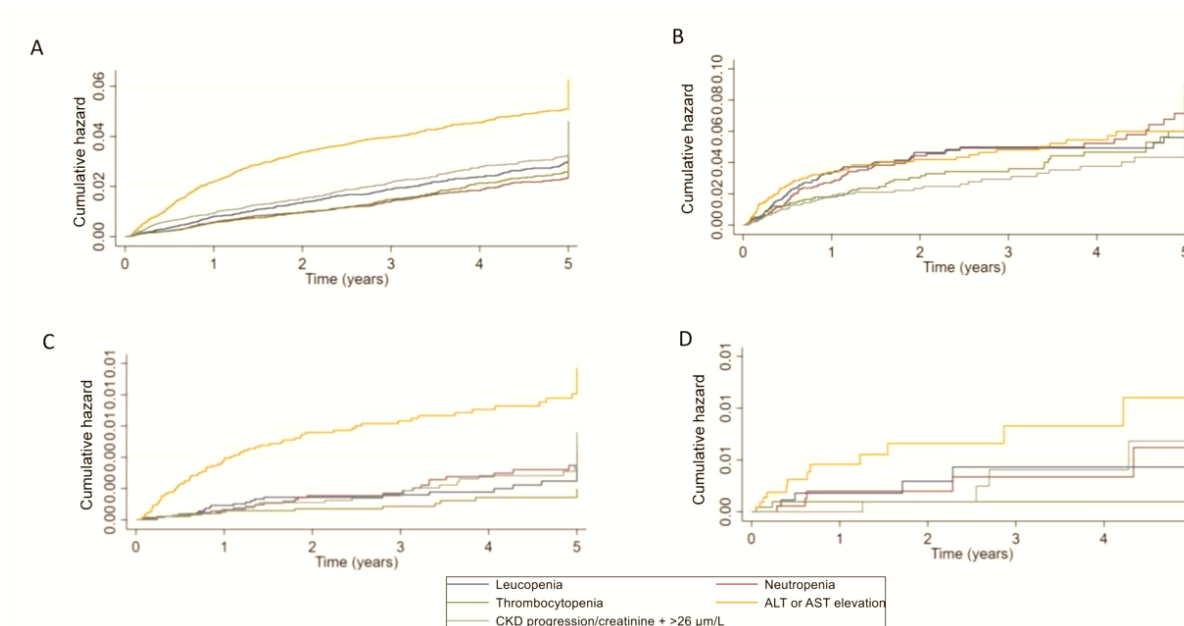 A
Cumulative hazard
0.00 0.02 0.04 0.06
0 1 2 3 4 5
Time (years)
B
Cumulative hazard
0.00 0.02 0.04 0.06 0.08 0.10
0 1 2 3 4 5
Time (years)
C
Cumulative hazard
0.00 0.00 0.00 0.01 0.01 0.01
0 1 2 3 4 5
Time (years)
D
Cumulative hazard
0.00 0.01 0.01 0.01
0 1 2 3 4
Time (years)
Leucopenia Neutropenia
Thrombocytopenia ALT or AST elevation
CKD progression/creatinine + >26 µm/L